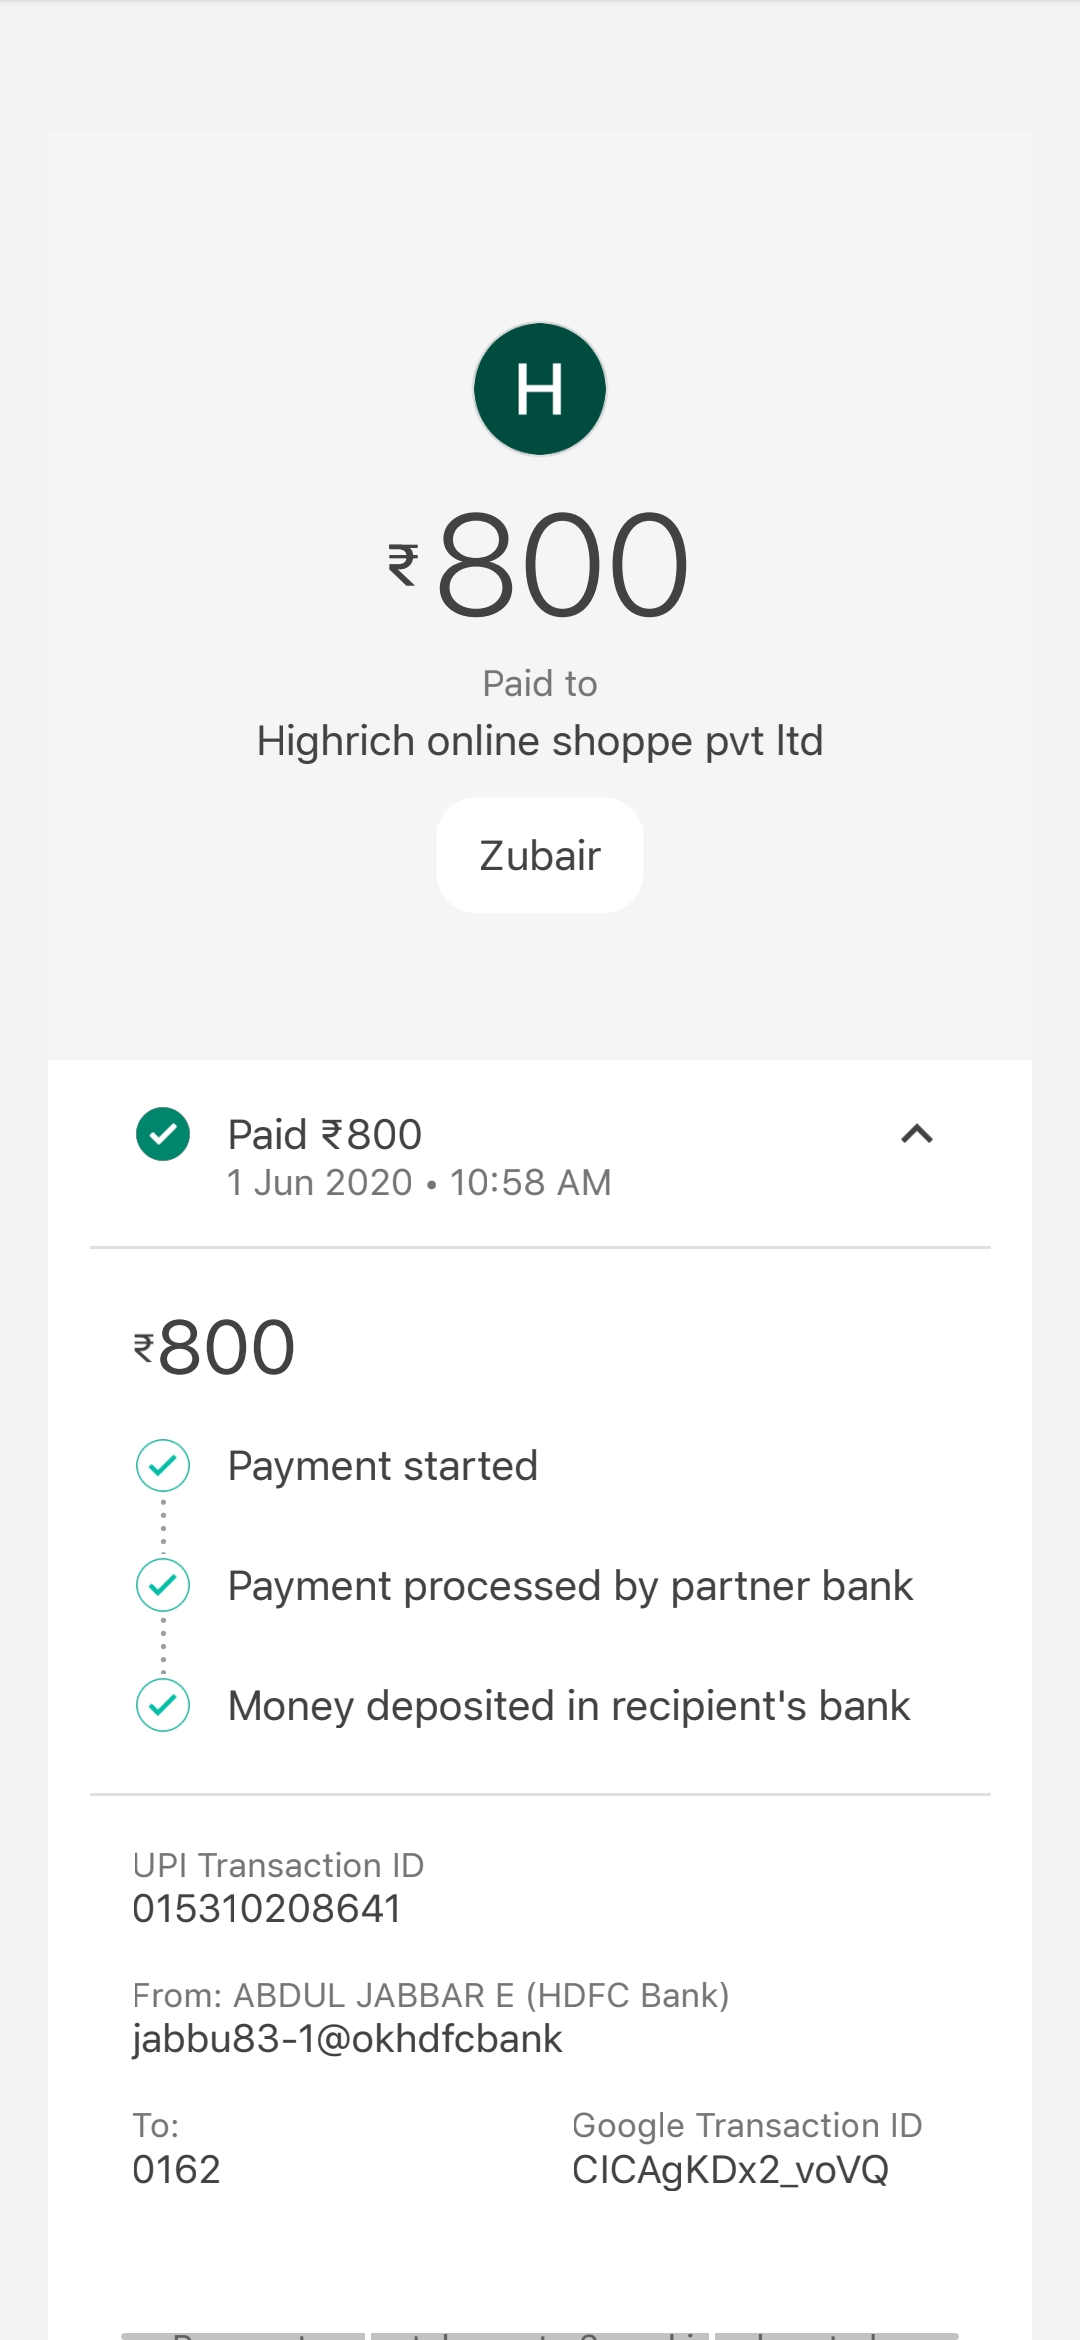 H
₹800
Paid to
Highrich online shoppe pvt ltd
Zubair
Paid ₹800
1 Jun 2020 • 10:58 AM
₹800
Payment started
Payment processed by partner bank
Money deposited in recipient's bank
UPI Transaction ID
015310208641
From: ABDUL JABBAR E (HDFC Bank)
jabbu83-1@okhdfcbank
To:
0162
Google Transaction ID
CICAgKDx2_voVQ